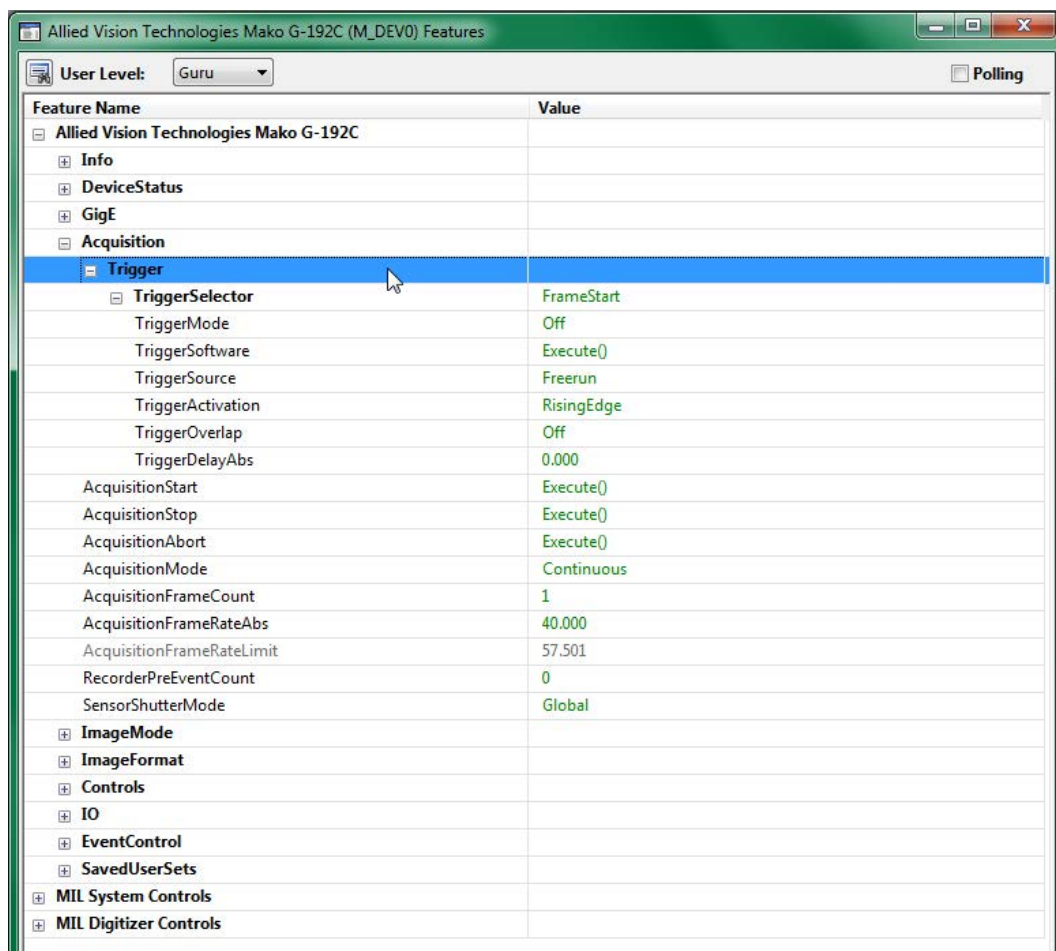 Allied Vision Technologies Mako G-192C (M_DEV0) Features
User Level: Guru Polling
Feature Name Value
Allied Vision Technologies Mako G-192C
Info
DeviceStatus
GigE
Acquisition
Trigger
TriggerSelector FrameStart
TriggerMode Off
TriggerSoftware Execute()
TriggerSource Freerun
TriggerActivation RisingEdge
TriggerOverlap Off
TriggerDelayAbs 0.000
AcquisitionStart Execute()
AcquisitionStop Execute()
AcquisitionAbort Execute()
AcquisitionMode Continuous
AcquisitionFrameCount 1
AcquisitionFrameRateAbs 40.000
AcquisitionFrameRateLimit 57.501
RecorderPreEventCount 0
SensorShutterMode Global
ImageMode
ImageFormat
Controls
IO
EventControl
SavedUserSets
MIL System Controls
MIL Digitizer Controls